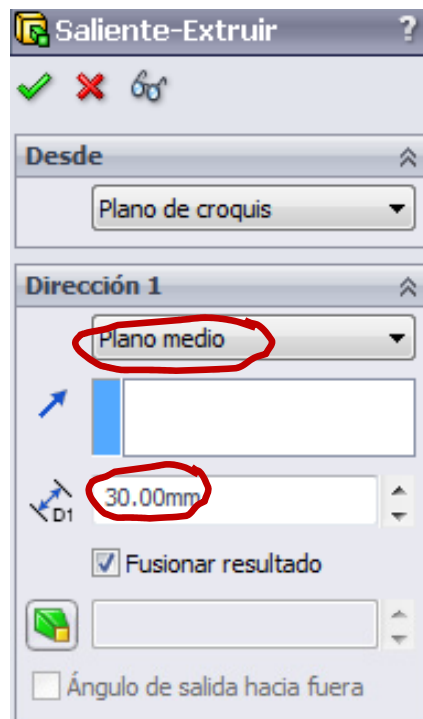 Saliente-Extruir ?
Desde
Plano de croquis
Dirección 1
Plano medio
D1 30.00mm
Fusionar resultado
Ángulo de salida hacia fuera